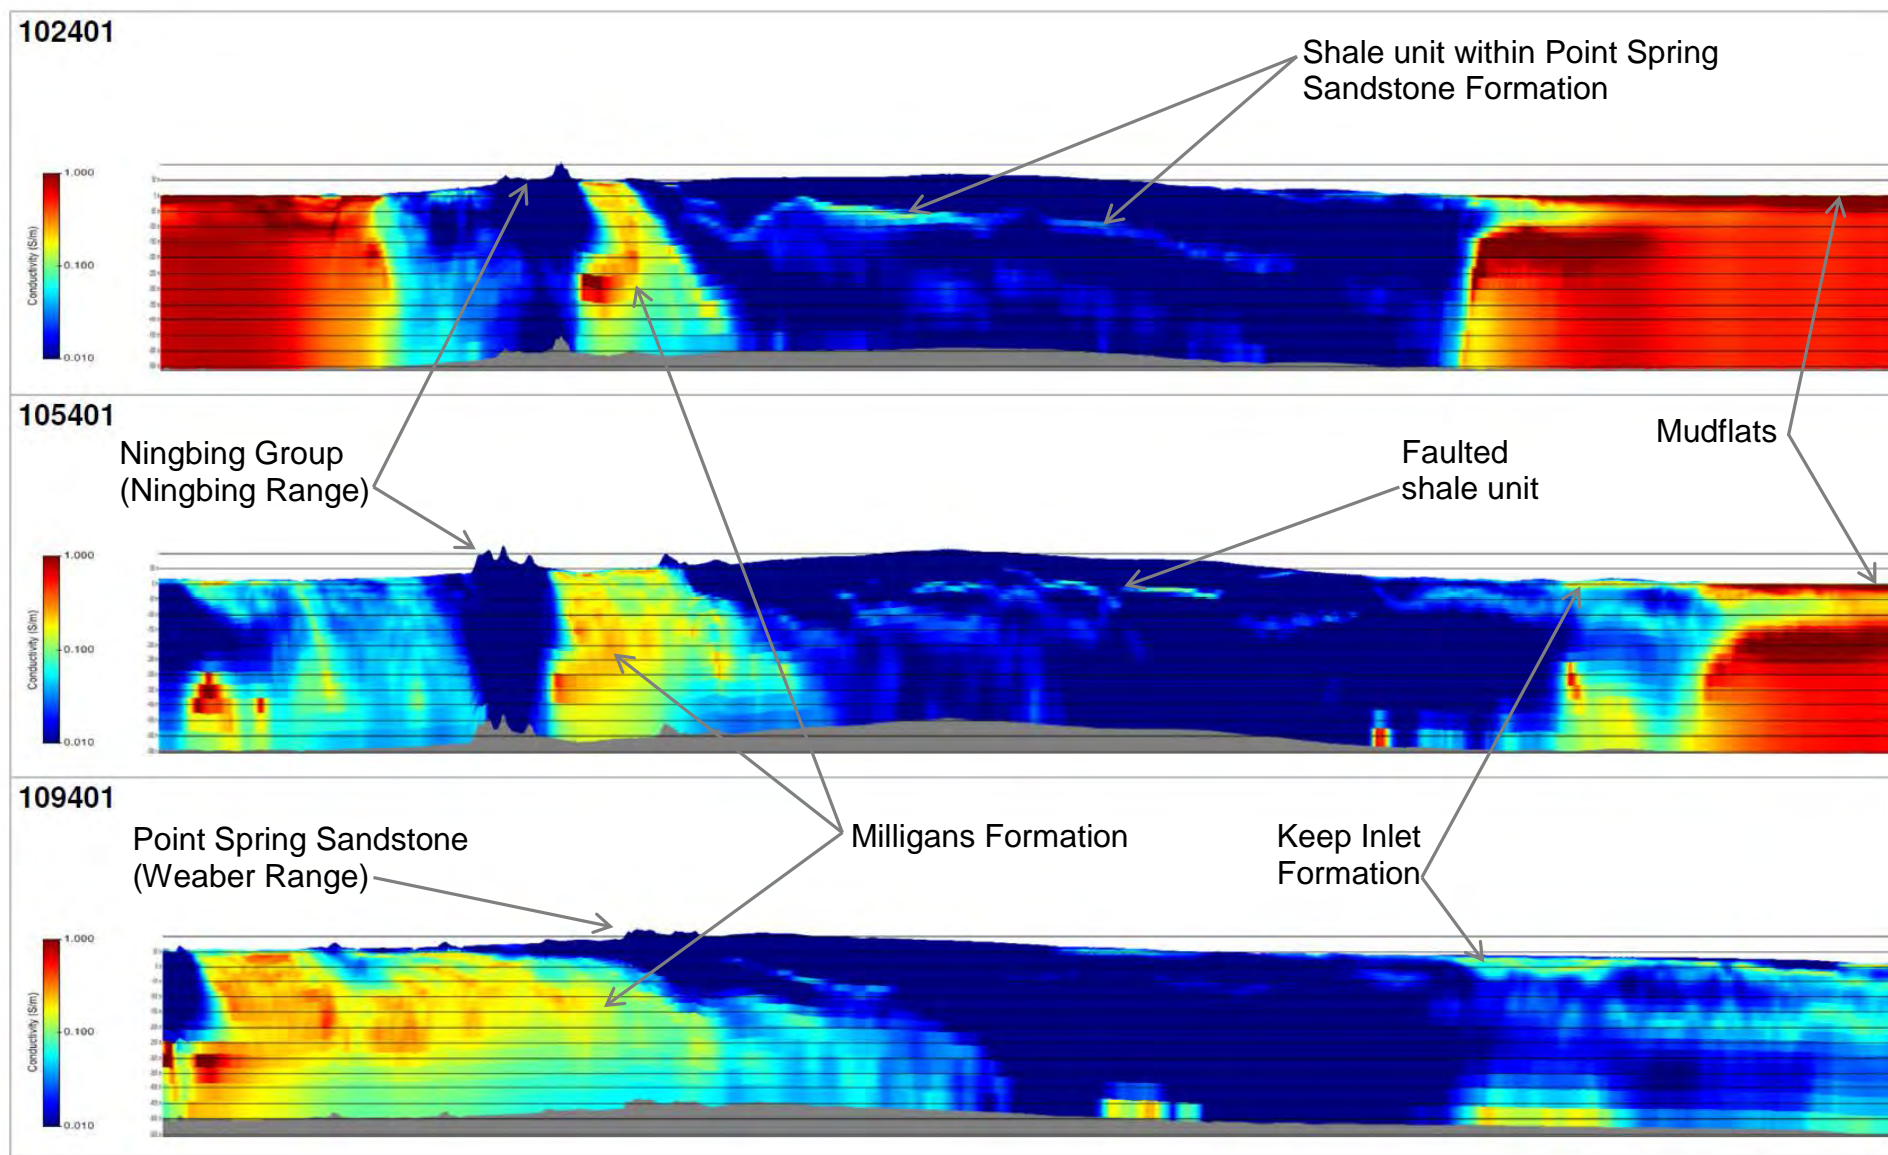 102401
Shale unit within Point Spring
Sandstone Formation
1.000
0.100
0.010
Conductivity (S/m)
105401
Ningbing Group
(Ningbing Range)
Faulted
shale unit
Mudflats
1.000
0.100
0.010
Conductivity (S/m)
109401
Point Spring Sandstone
(Weaber Range)
Milligans Formation
Keep Inlet
Formation
1.000
0.100
0.010
Conductivity (S/m)